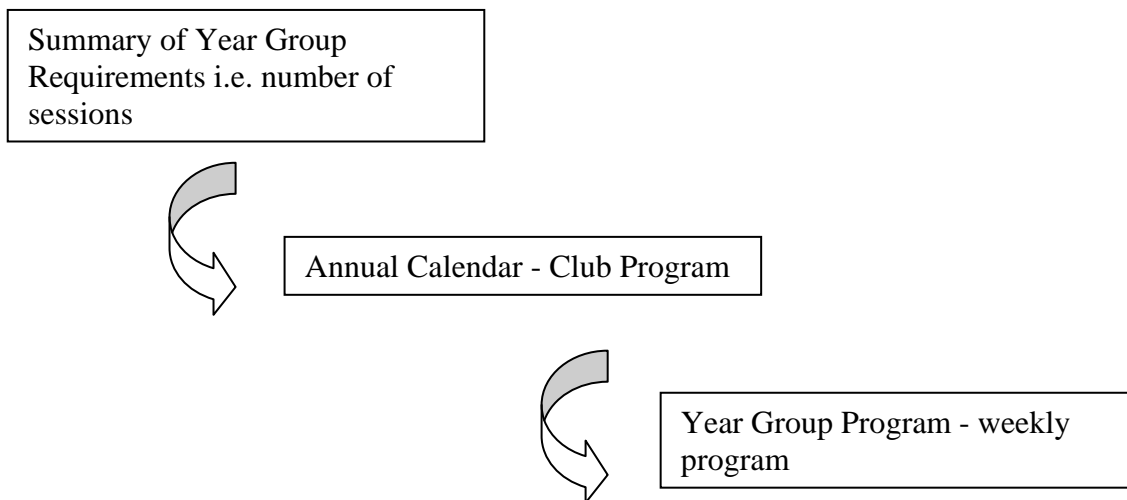 Summary of Year Group
Requirements i.e. number of
sessions
Annual Calendar - Club Program
Year Group Program - weekly
program